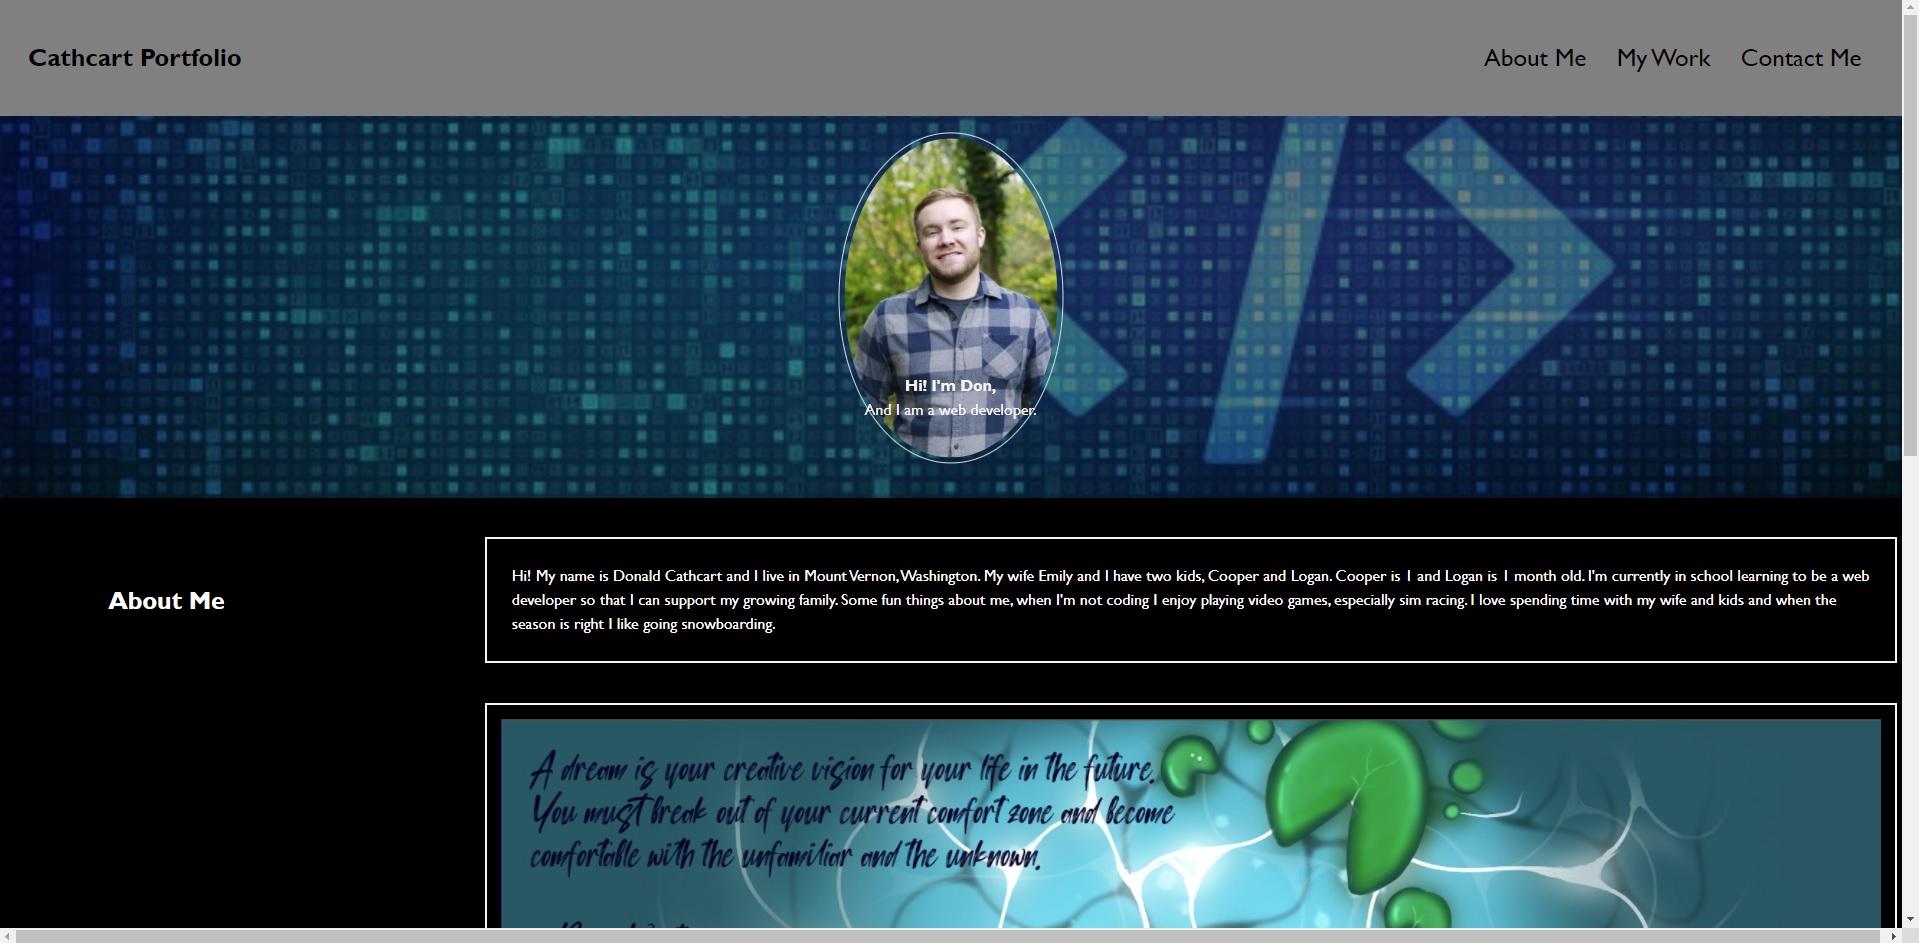 Cathcart Portfolio
About Me My Work Contact Me
Hi! I'm Don,
And I am a web developer.
About Me
Hi! My name is Donald Cathcart and I live in Mount Vernon, Washington. My wife Emily and I have two kids, Cooper and Logan. Cooper is 1 and Logan is 1 month old. I'm currently in school learning to be a web
developer so that I can support my growing family. Some fun things about me, when I'm not coding I enjoy playing video games, especially sim racing. I love spending time with my wife and kids and when the
season is right I like going snowboarding.
A dream is your creative vision for your life in the future.
You must break out of your current comfort zone and become
comfortable with the unfamiliar and the unknown.